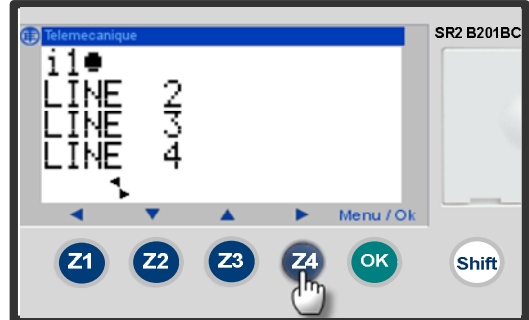 Telemecanique
SR2 B201BC
i1●
LINE 2
LINE 3
LINE 4
Menu / Ok
Z1 Z2 Z3 Z4 OK Shift